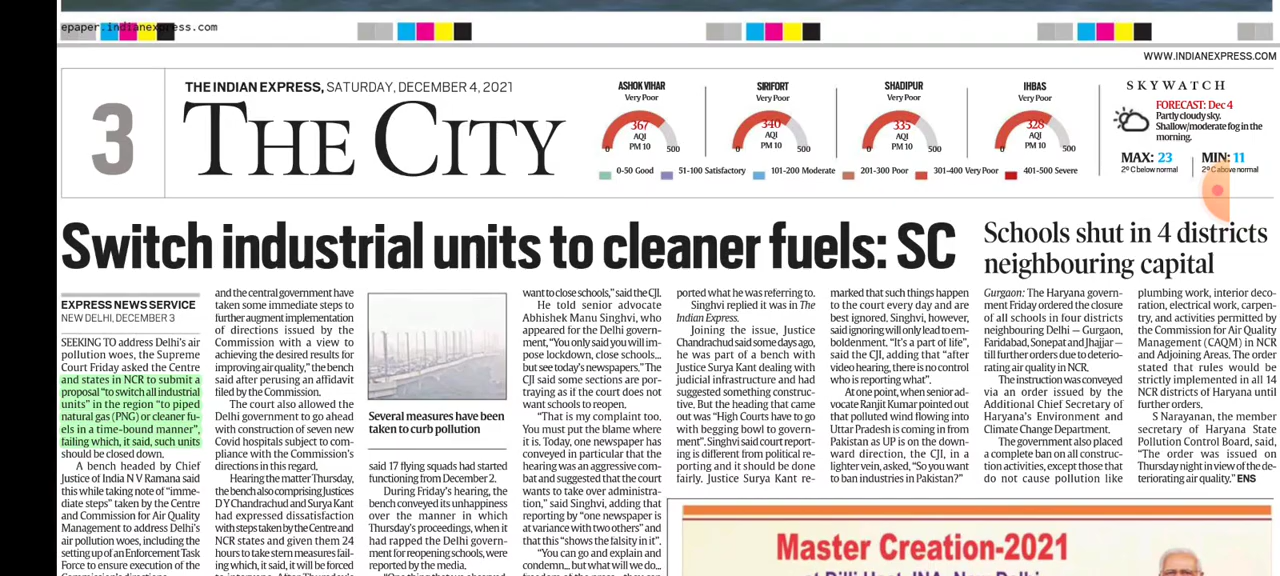 epaper.indianexpress.com
WWW.INDIANEXPRESS.COM
3
THE INDIAN EXPRESS, SATURDAY, DECEMBER 4, 2021
THE CITY
ASHOK VIHAR
Very Poor
367
AQI
PM 10
0 500
SIRIFORT
Very Poor
340
AQI
PM 10
0 500
SHADIPUR
Very Poor
335
AQI
PM 10
0 500
IHBAS
Very Poor
328
AQI
PM 10
0 500
0-50 Good 51-100 Satisfactory 101-200 Moderate 201-300 Poor 301-400 Very Poor 401-500 Severe
SKYWATCH
FORECAST: Dec 4
Partly cloudy sky.
Shallow/moderate fog in the
morning.
MAX: 23
2º C below normal
MIN: 11
2º C above normal
Switch industrial units to cleaner fuels: SC
EXPRESS NEWS SERVICE
NEW DELHI, DECEMBER 3
SEEKING TO address Delhi's air
pollution woes, the Supreme
Court Friday asked the Centre
and states in NCR to submit a
proposal "to switch all industrial
units" in the region "to piped
natural gas (PNG) or cleaner fu-
els in a time-bound manner",
failing which, it said, such units
should be closed down.
A bench headed by Chief
Justice of India N V Ramana said
this while taking note of "imme-
diate steps" taken by the Centre
and Commission for Air Quality
Management to address Delhi's
air pollution woes, including the
setting up of an Enforcement Task
Force to ensure execution of the
and the central government have
taken some immediate steps to
further augment implementation
of directions issued by the
Commission with a view to
achieving the desired results for
improving air quality," the bench
said after perusing an affidavit
filed by the Commission.
The court also allowed the
Delhi government to go ahead
with construction of seven new
Covid hospitals subject to com-
pliance with the Commission's
directions in this regard.
Hearing the matter Thursday,
the bench also comprising Justices
D Y Chandrachud and Surya Kant
had expressed dissatisfaction
with steps taken by the Centre and
NCR states and given them 24
hours to take stern measures fail-
ing which, it said, it will be forced
Several measures have been
taken to curb pollution
said 17 flying squads had started
functioning from December 2.
During Friday's hearing, the
bench conveyed its unhappiness
over the manner in which
Thursday's proceedings, when it
had rapped the Delhi govern-
ment for reopening schools, were
reported by the media.
want to close schools," said the CJI.
He told senior advocate
Abhishek Manu Singhvi, who
appeared for the Delhi govern-
ment, "You only said you will im-
pose lockdown, close schools...
but see today's newspapers." The
CJI said some sections are por-
traying as if the court does not
want schools to reopen.
"That is my complaint too.
You must put the blame where
it is. Today, one newspaper has
conveyed in particular that the
hearing was an aggressive com-
bat and suggested that the court
wants to take over administra-
tion," said Singhvi, adding that
reporting by "one newspaper is
at variance with two others" and
that this "shows the falsity in it".
"You can go and explain and
condemn... but what will we do...
ported what he was referring to.
Singhvi replied it was in The
Indian Express.
Joining the issue, Justice
Chandrachud said some days ago,
he was part of a bench with
Justice Surya Kant dealing with
judicial infrastructure and had
suggested something construc-
tive. But the heading that came
out was "High Courts have to go
with begging bowl to govern-
ment". Singhvi said court report-
ing is different from political re-
porting and it should be done
fairly. Justice Surya Kant re-
marked that such things happen
to the court every day and are
best ignored. Singhvi, however,
said ignoring will only lead to em-
boldenment. "It's a part of life",
said the CJI, adding that "after
video hearing, there is no control
who is reporting what".
At one point, when senior ad-
vocate Ranjit Kumar pointed out
that polluted wind flowing into
Uttar Pradesh is coming in from
Pakistan as UP is on the down-
ward direction, the CJI, in a
lighter vein, asked, "So you want
to ban industries in Pakistan?"
Schools shut in 4 districts
neighbouring capital
Gurgaon: The Haryana govern-
ment Friday ordered the closure
of all schools in four districts
neighbouring Delhi — Gurgaon,
Faridabad, Sonepat and Jhajjar —
till further orders due to deterio-
rating air quality in NCR.
The instruction was conveyed
via an order issued by the
Additional Chief Secretary of
Haryana's Environment and
Climate Change Department.
The government also placed
a complete ban on all construc-
tion activities, except those that
do not cause pollution like
plumbing work, interior deco-
ration, electrical work, carpen-
try, and activities permitted by
the Commission for Air Quality
Management (CAQM) in NCR
and Adjoining Areas. The order
stated that rules would be
strictly implemented in all 14
NCR districts of Haryana until
further orders.
S Narayanan, the member
secretary of Haryana State
Pollution Control Board, said,
"The order was issued on
Thursday night in view of the de-
teriorating air quality." ENS
Master Creation-2021